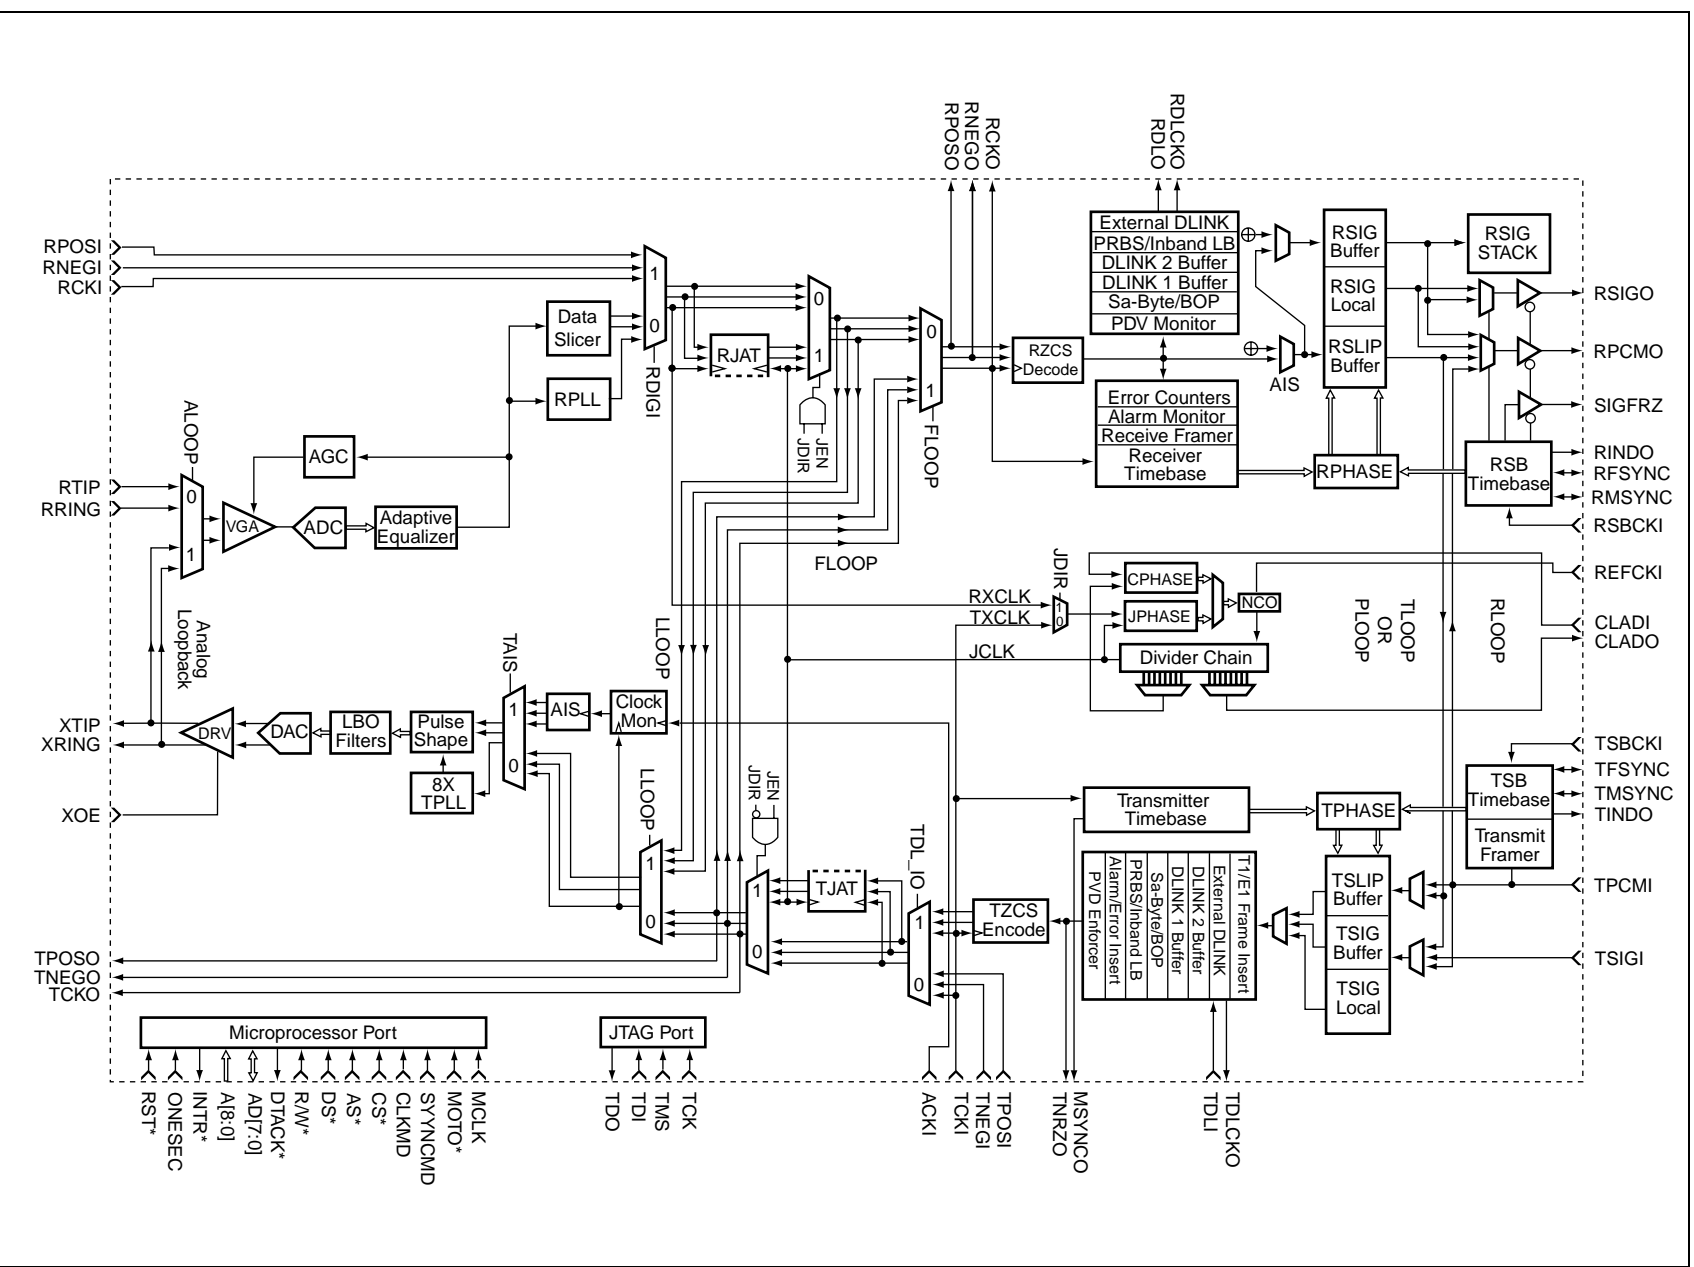 RDLCKO
RDLO
RCKO
RNEGO
RPOSO
RPOSI
RNEGI
RCKI
Data
Slicer
RPLL
1
0
RDIGI
RJAT
0
1
JEN
JDIR
0
1
FLOOP
RZCS
Decode
External DLINK
PRBS/Inband LB
DLINK 2 Buffer
DLINK 1 Buffer
Sa-Byte/BOP
PDV Monitor
Error Counters
Alarm Monitor
Receive Framer
Receiver
Timebase
AIS
RSIG
Buffer
RSIG
Local
RSLIP
Buffer
RSIG
STACK
RPHASE
RSB
Timebase
RSIGO
RPCMO
SIGFRZ
RINDO
RFSYNC
RMSYNC
RSBCKI
REFCKI
CLADI
CLADO
ALOOP
AGC
RTIP
RRING
0
1
VGA
ADC
Adaptive
Equalizer
FLOOP
JDIR
1
0
RXCLK
TXCLK
JCLK
CPHASE
JPHASE
NCO
Divider Chain
TLOOP
OR
PLOOP
RLOOP
Analog
Loopback
LLOOP
TAIS
XTIP
XRING
XOE
DRV
DAC
LBO
Filters
Pulse
Shape
8X
TPLL
1
0
AIS
Clock
Mon
LLOOP
1
0
JEN
JDIR
1
0
TJAT
TDL_IO
1
0
TZCS
Encode
Transmitter
Timebase
TPHASE
TSB
Timebase
Transmit
Framer
T1/E1 Frame Insert
External DLINK
DLINK 2 Buffer
DLINK 1 Buffer
Sa-Byte/BOP
PRBS/Inband LB
Alarm/Error Insert
PVD Enforcer
TSLIP
Buffer
TSIG
Buffer
TSIG
Local
TSBCKI
TFSYNC
TMSYNC
TINDO
TPCMI
TSIGI
TPOSO
TNEGO
TCKO
Microprocessor Port
JTAG Port
RST*
ONESEC
INTR*
A[8:0]
AD[7:0]
DTACK*
R/W*
DS*
AS*
CS*
CLKMD
SYYNCMD
MOTO*
MCLK
TDO
TDI
TMS
TCK
ACKI
TCKI
TNEGI
TPOSI
TNRZO
MSYNCO
TDLI
TDLCKO